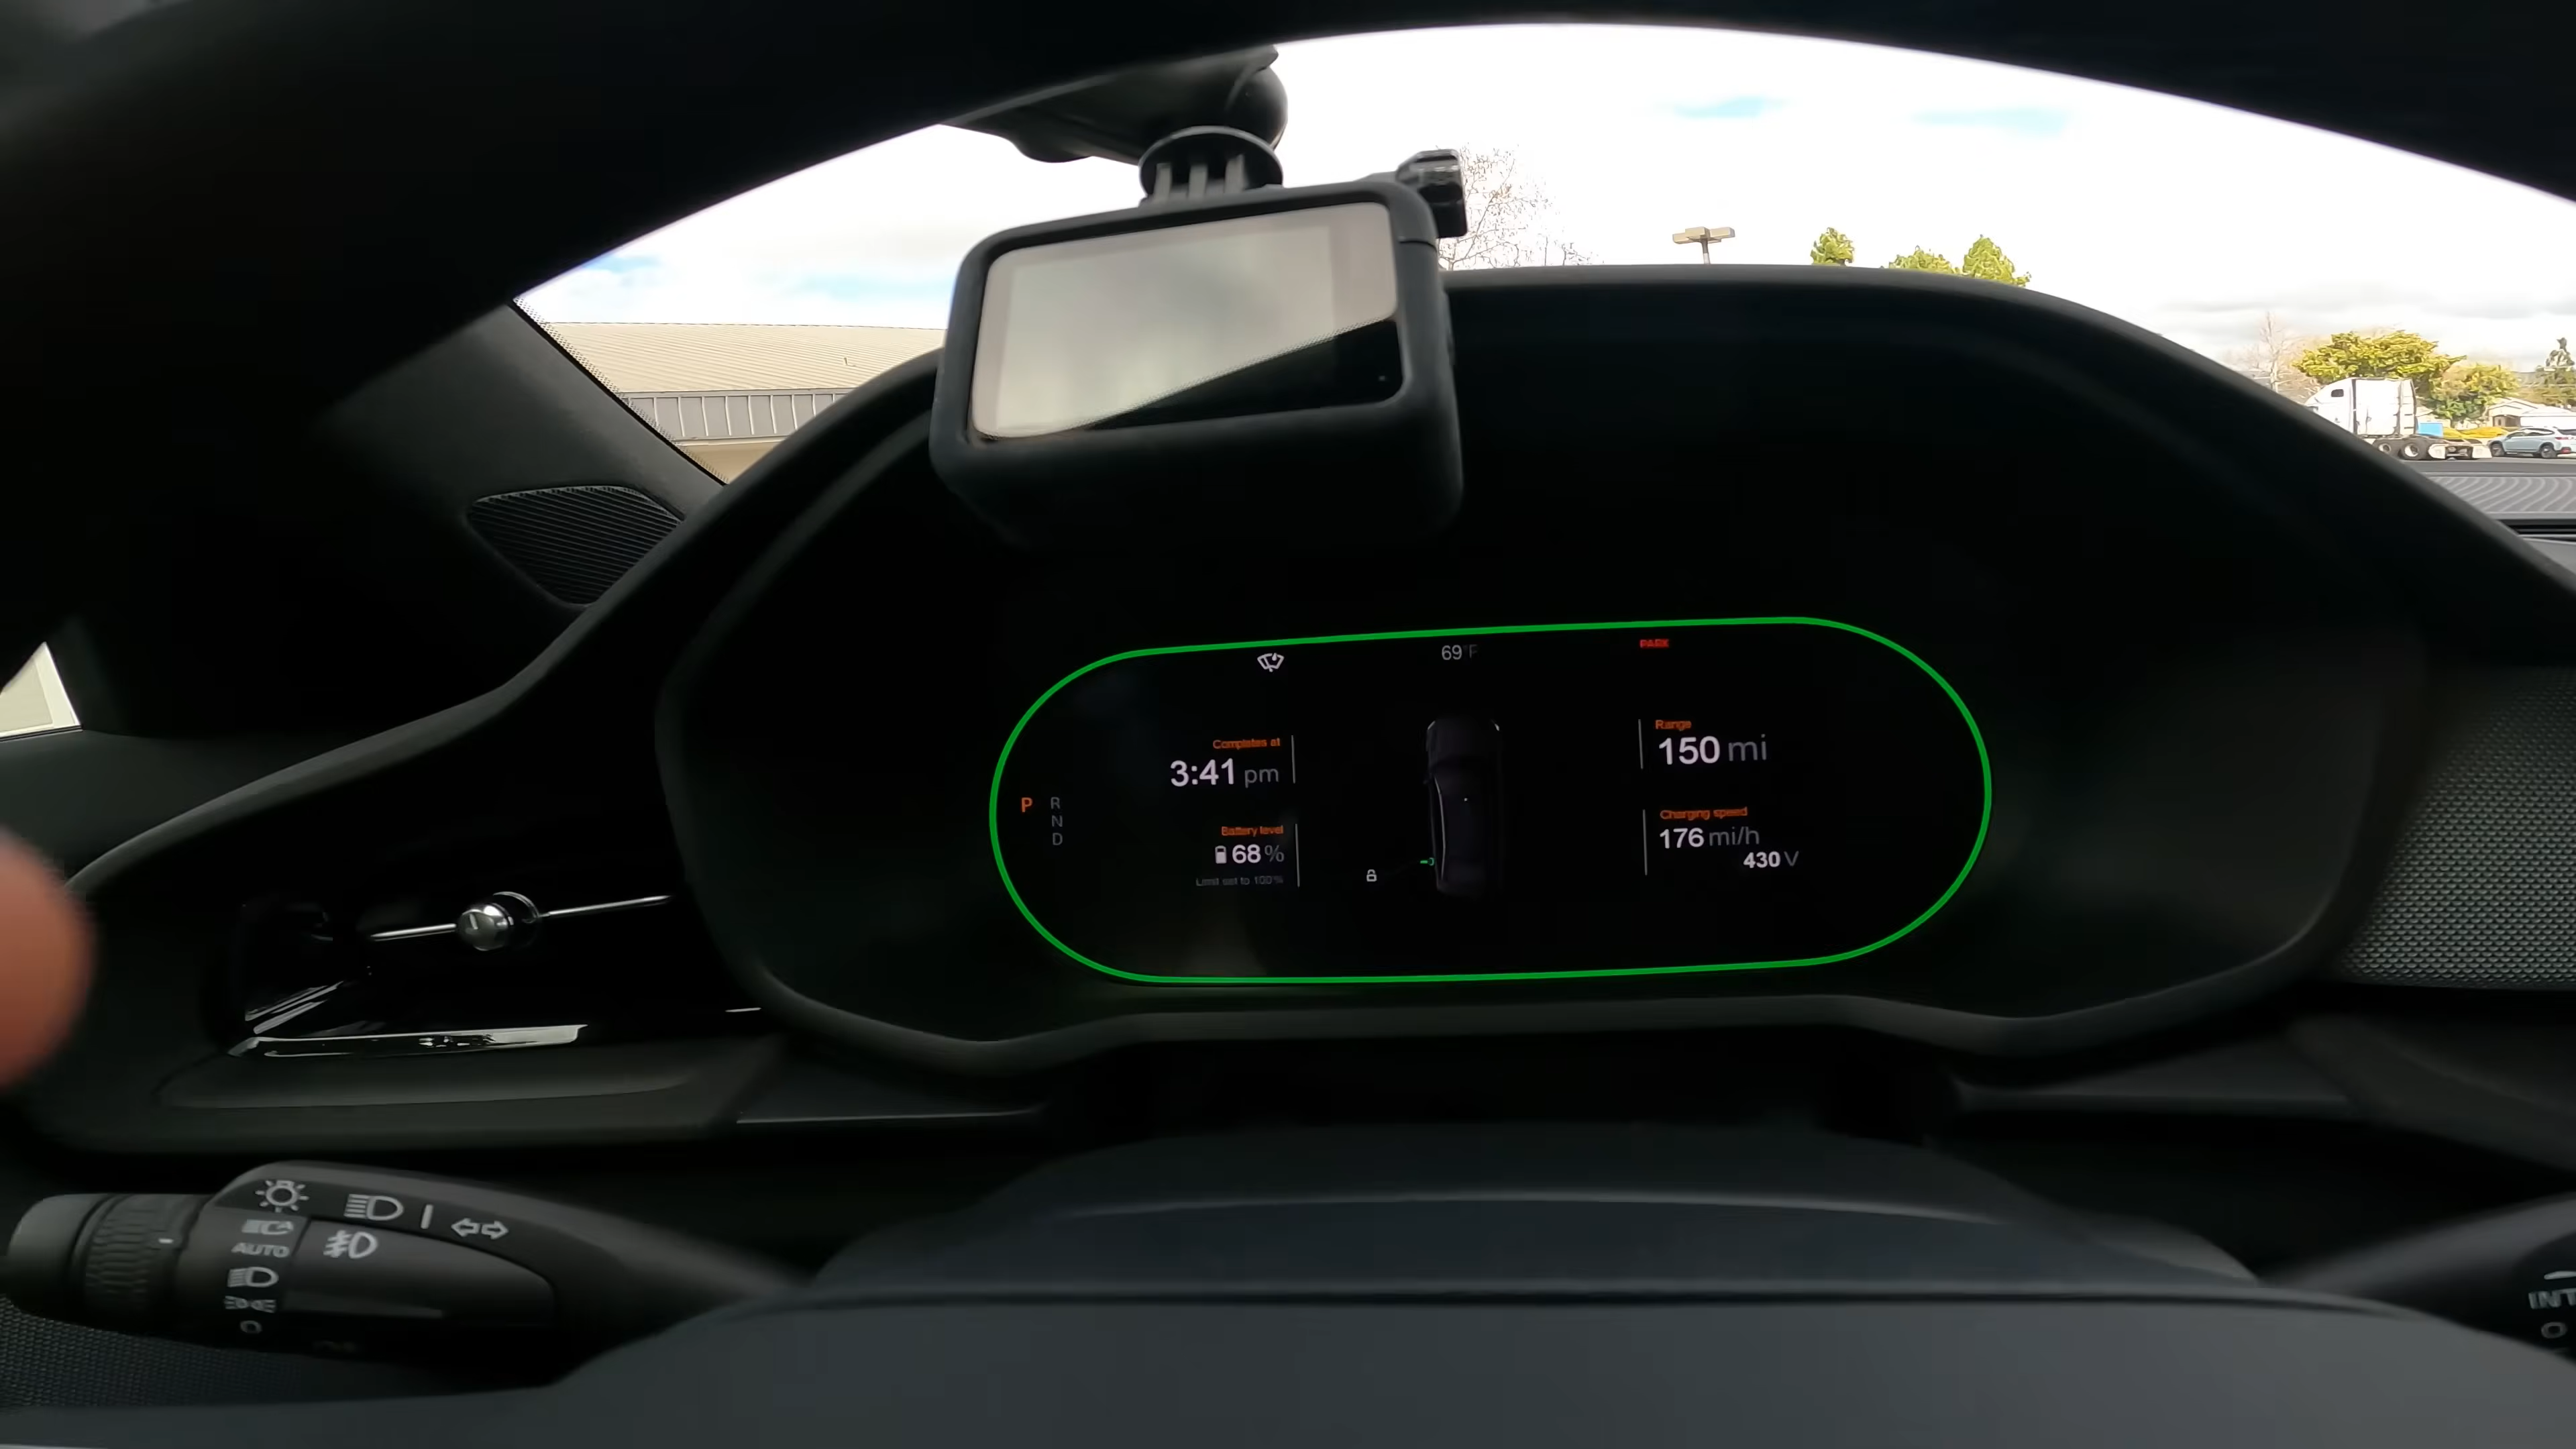 69°F
PARK
Completes at
3:41 pm
Range
150 mi
P
R
N
D
Battery level
68 %
Limit set to 100%
Charging speed
176 mi/h
430 V
AUTO
O
INT
O